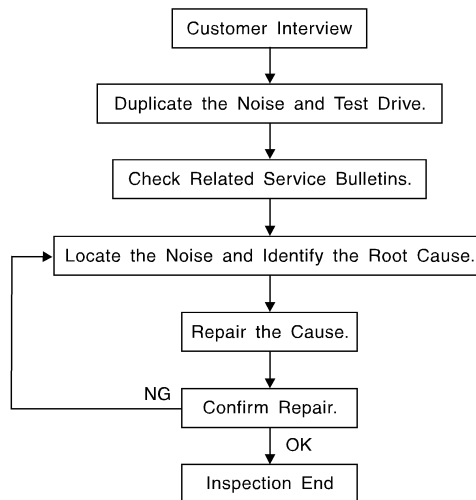 Customer Interview
Duplicate the Noise and Test Drive.
Check Related Service Bulletins.
Locate the Noise and Identify the Root Cause.
Repair the Cause.
NG
Confirm Repair.
OK
Inspection End